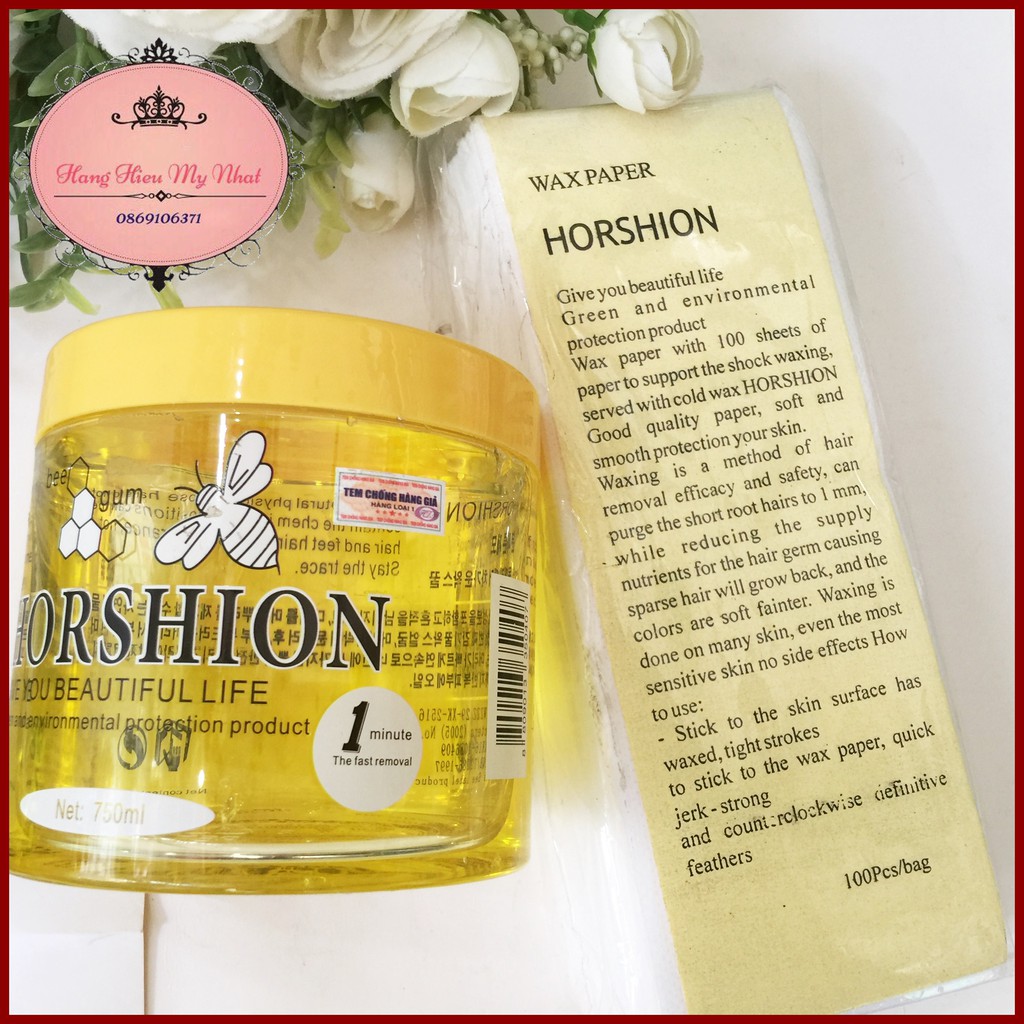 Hang Hieu My Nhat
0869106371
WAX PAPER
HORSHION
Give you beautiful life
Green and environmental
protection product
Wax paper with 100 sheets of
paper to support the shock waxing,
served with cold wax HORSHION
Good quality paper, soft and
smooth protection your skin.
Waxing is a method of hair
removal efficacy and safety, can
purge the short root hairs to 1 mm,
while reducing the supply
nutrients for the hair germ causing
sparse hair will grow back, and the
colors are soft fainter. Waxing is
done on many skin, even the most
sensitive skin no side effects How
to use:
- Stick to the skin surface has
waxed, tight strokes
to stick to the wax paper, quick
jerk - strong
and counterclockwise definitive
feathers
100Pcs/bag
bee
gum
TEM CHỐNG HÀNG GIẢ
HÀNG LOẠI 1
HORSHION
YOU BEAUTIFUL LIFE
environmental protection product
1 minute
The fast removal
Net: 750ml
hair and feet hair
Stay the trace.